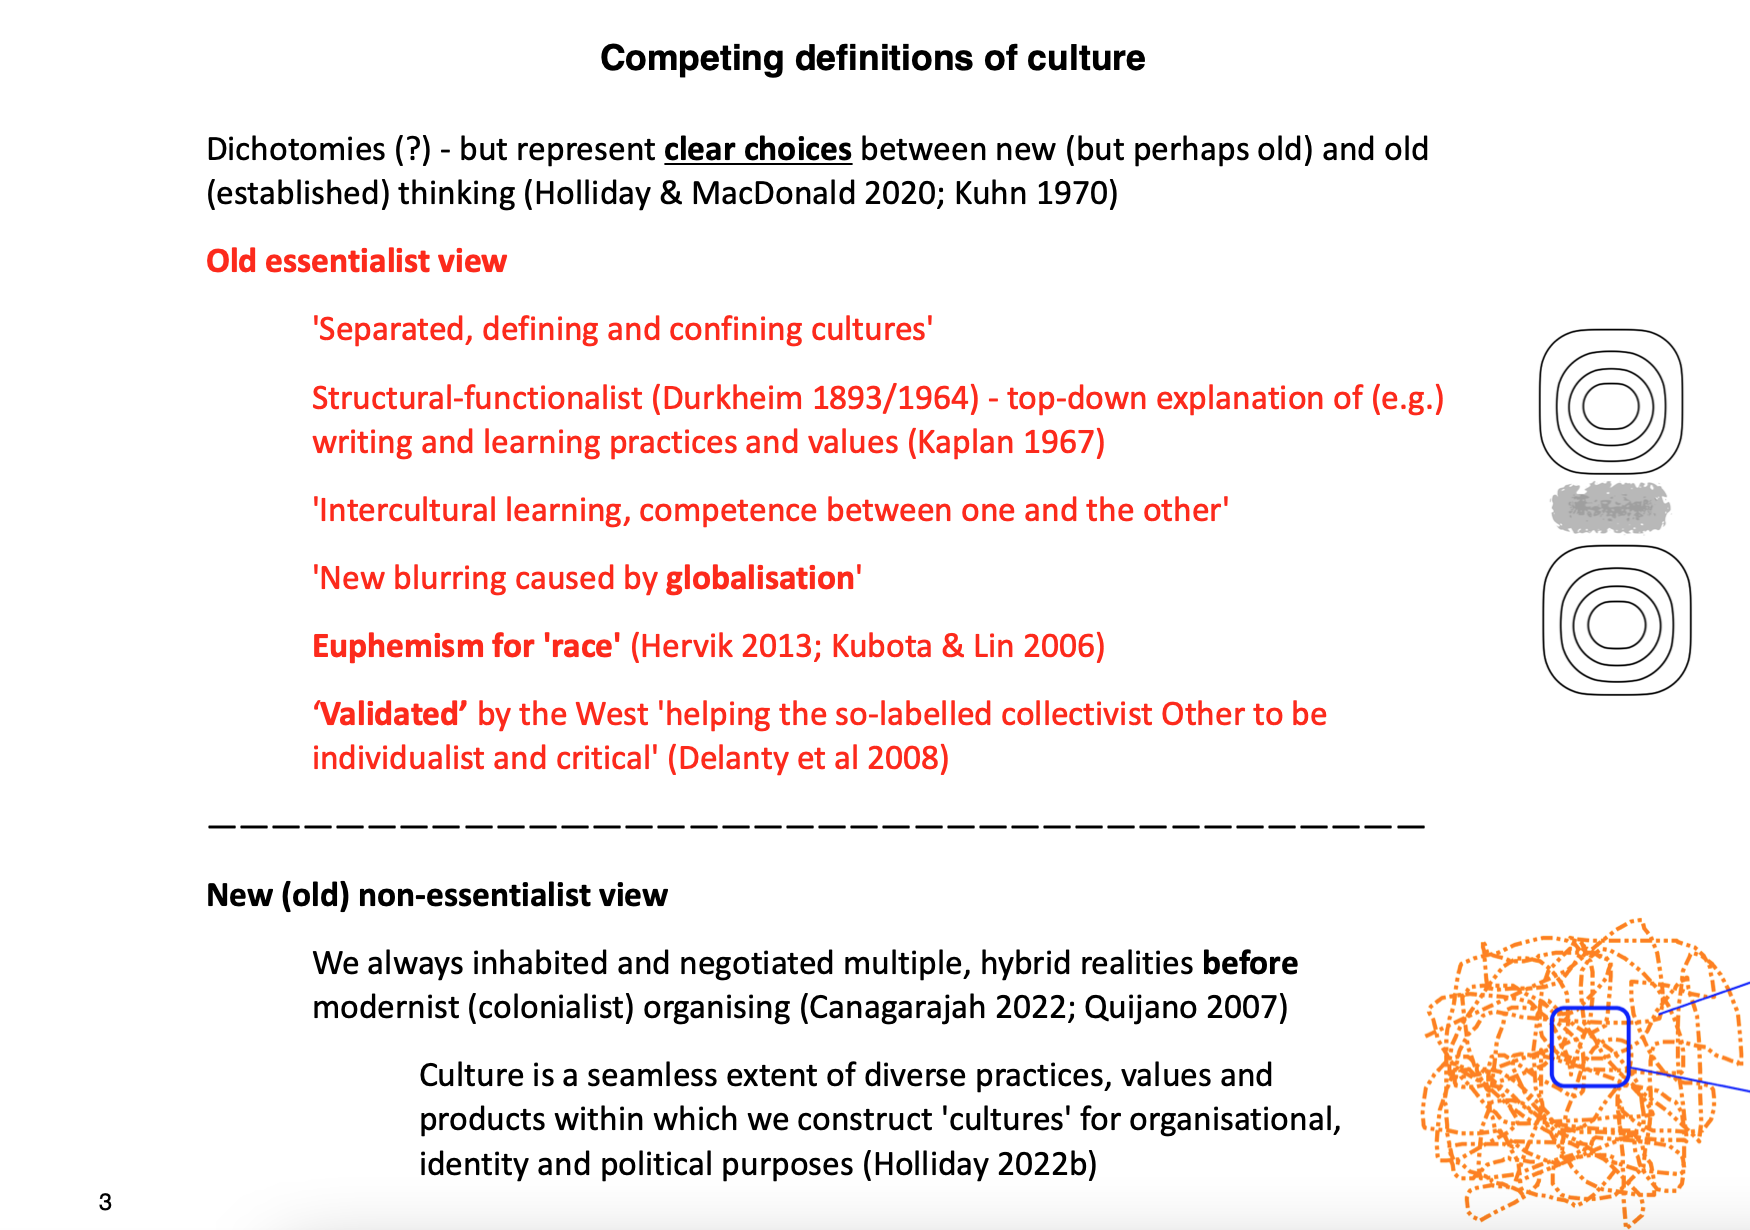 Competing definitions of culture
Dichotomies (?) - but represent clear choices between new (but perhaps old) and old
(established) thinking (Holliday & MacDonald 2020; Kuhn 1970)
Old essentialist view
'Separated, defining and confining cultures'
Structural-functionalist (Durkheim 1893/1964) - top-down explanation of (e.g.)
writing and learning practices and values (Kaplan 1967)
'Intercultural learning, competence between one and the other'
'New blurring caused by globalisation'
Euphemism for 'race' (Hervik 2013; Kubota & Lin 2006)
‘Validated’ by the West 'helping the so-labelled collectivist Other to be
individualist and critical' (Delanty et al 2008)
New (old) non-essentialist view
We always inhabited and negotiated multiple, hybrid realities before
modernist (colonialist) organising (Canagarajah 2022; Quijano 2007)
Culture is a seamless extent of diverse practices, values and
products within which we construct 'cultures' for organisational,
identity and political purposes (Holliday 2022b)
3